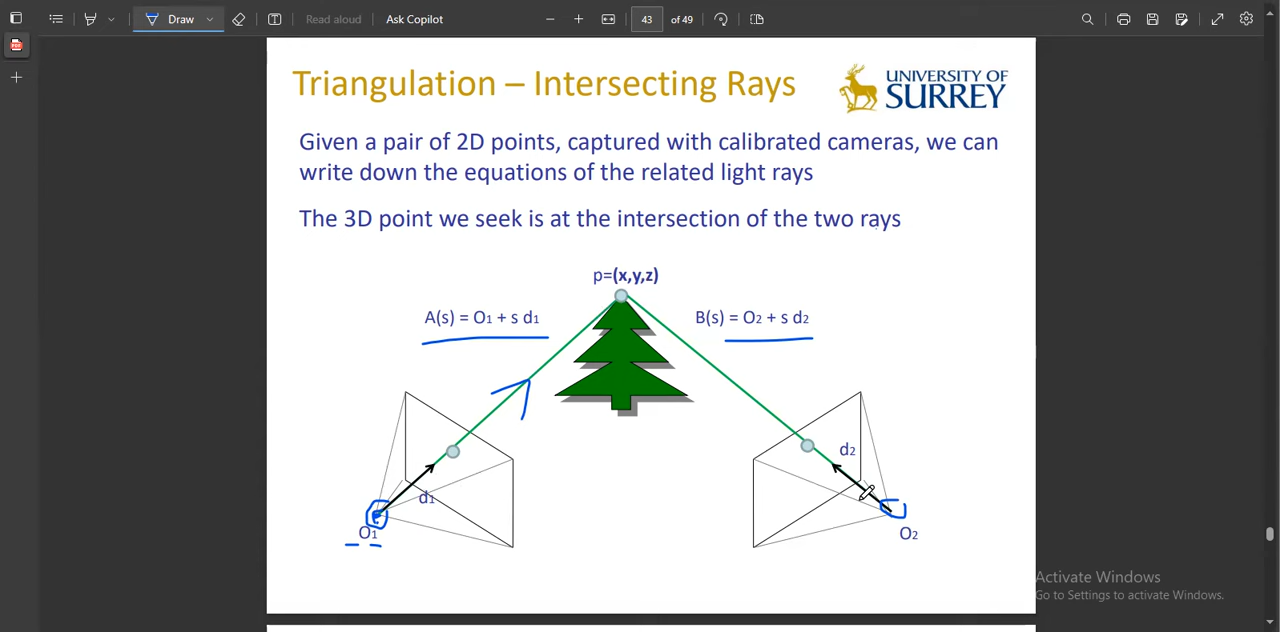 Draw
Read aloud
Ask Copilot
43
of 49
PDF
Triangulation – Intersecting Rays
UNIVERSITY OF
SURREY
Given a pair of 2D points, captured with calibrated cameras, we can
write down the equations of the related light rays
The 3D point we seek is at the intersection of the two rays
p=(x,y,z)
A(s) = O1 + s d1
B(s) = O2 + s d2
d1
d2
O1
O2
Activate Windows
Go to Settings to activate Windows.